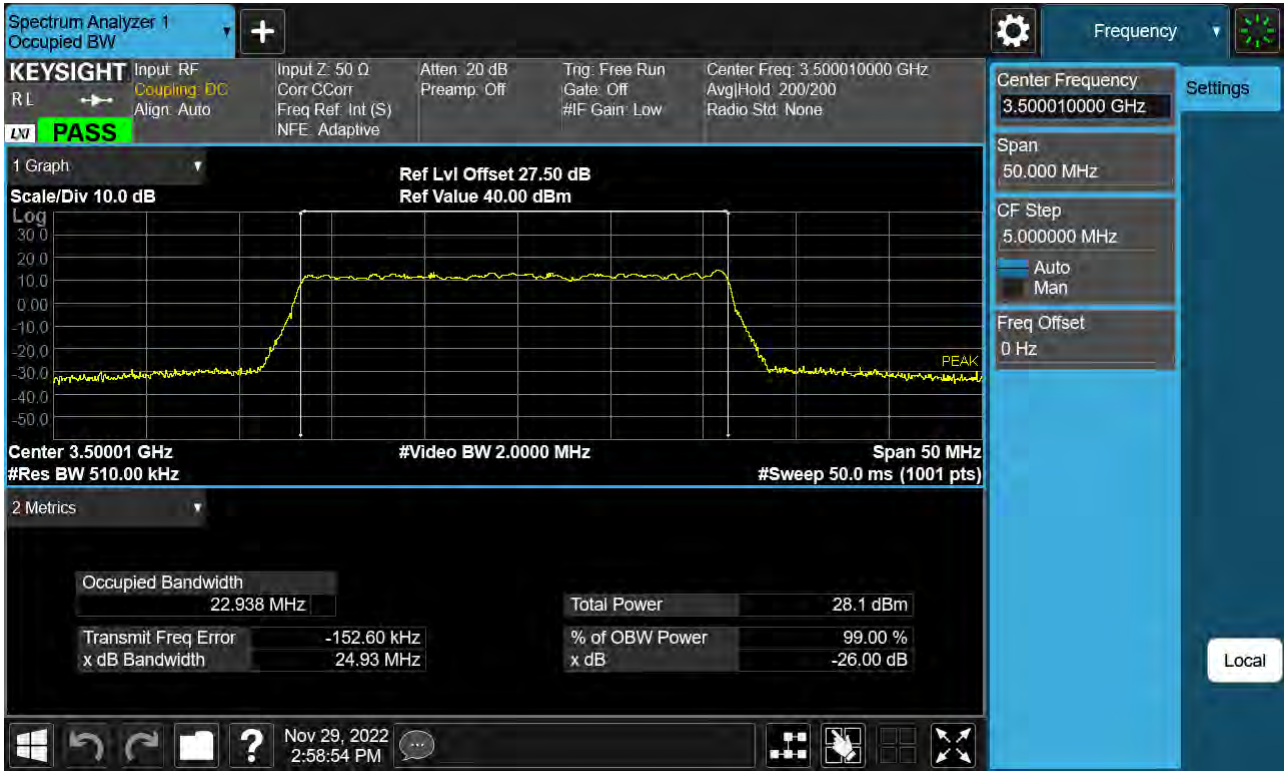 Spectrum Analyzer 1
Occupied BW
Frequency
KEYSIGHT
R L
LXI PASS
Input: RF
Coupling: DC
Align: Auto
Input Z: 50 Ω
Corr CCorr
Freq Ref: Int (S)
NFE: Adaptive
Atten: 20 dB
Preamp: Off
Trig: Free Run
Gate: Off
#IF Gain: Low
Center Freq: 3.500010000 GHz
Avg|Hold: 200/200
Radio Std: None
Center Frequency
3.500010000 GHz
Settings
Span
50.000 MHz
CF Step
5.000000 MHz
Auto
Man
Freq Offset
0 Hz
1 Graph
Scale/Div 10.0 dB
Ref Lvl Offset 27.50 dB
Ref Value 40.00 dBm
Log
30.0
20.0
10.0
0.00
-10.0
-20.0
-30.0
-40.0
-50.0
PEAK
Center 3.50001 GHz
#Video BW 2.0000 MHz
Span 50 MHz
#Res BW 510.00 kHz
#Sweep 50.0 ms (1001 pts)
2 Metrics
Occupied Bandwidth
22.938 MHz
Total Power 28.1 dBm
Transmit Freq Error -152.60 kHz
% of OBW Power 99.00 %
x dB Bandwidth 24.93 MHz
x dB -26.00 dB
Local
?
Nov 29, 2022
2:58:54 PM